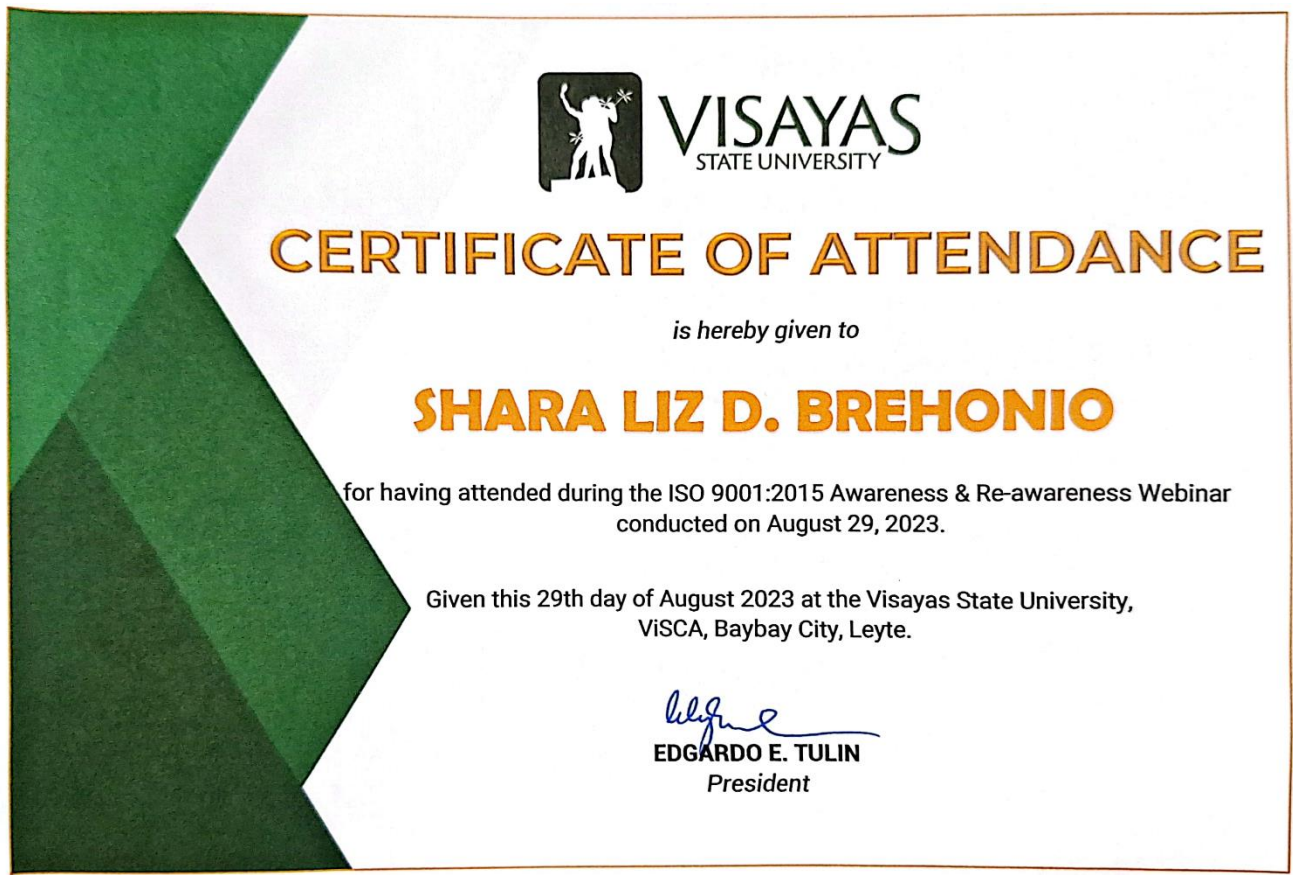 VISAYAS
STATE UNIVERSITY
CERTIFICATE OF ATTENDANCE
is hereby given to
SHARA LIZ D. BREHONIO
for having attended during the ISO 9001:2015 Awareness & Re-awareness Webinar
conducted on August 29, 2023.
Given this 29th day of August 2023 at the Visayas State University,
ViSCA, Baybay City, Leyte.
EDGARDO E. TULIN
President